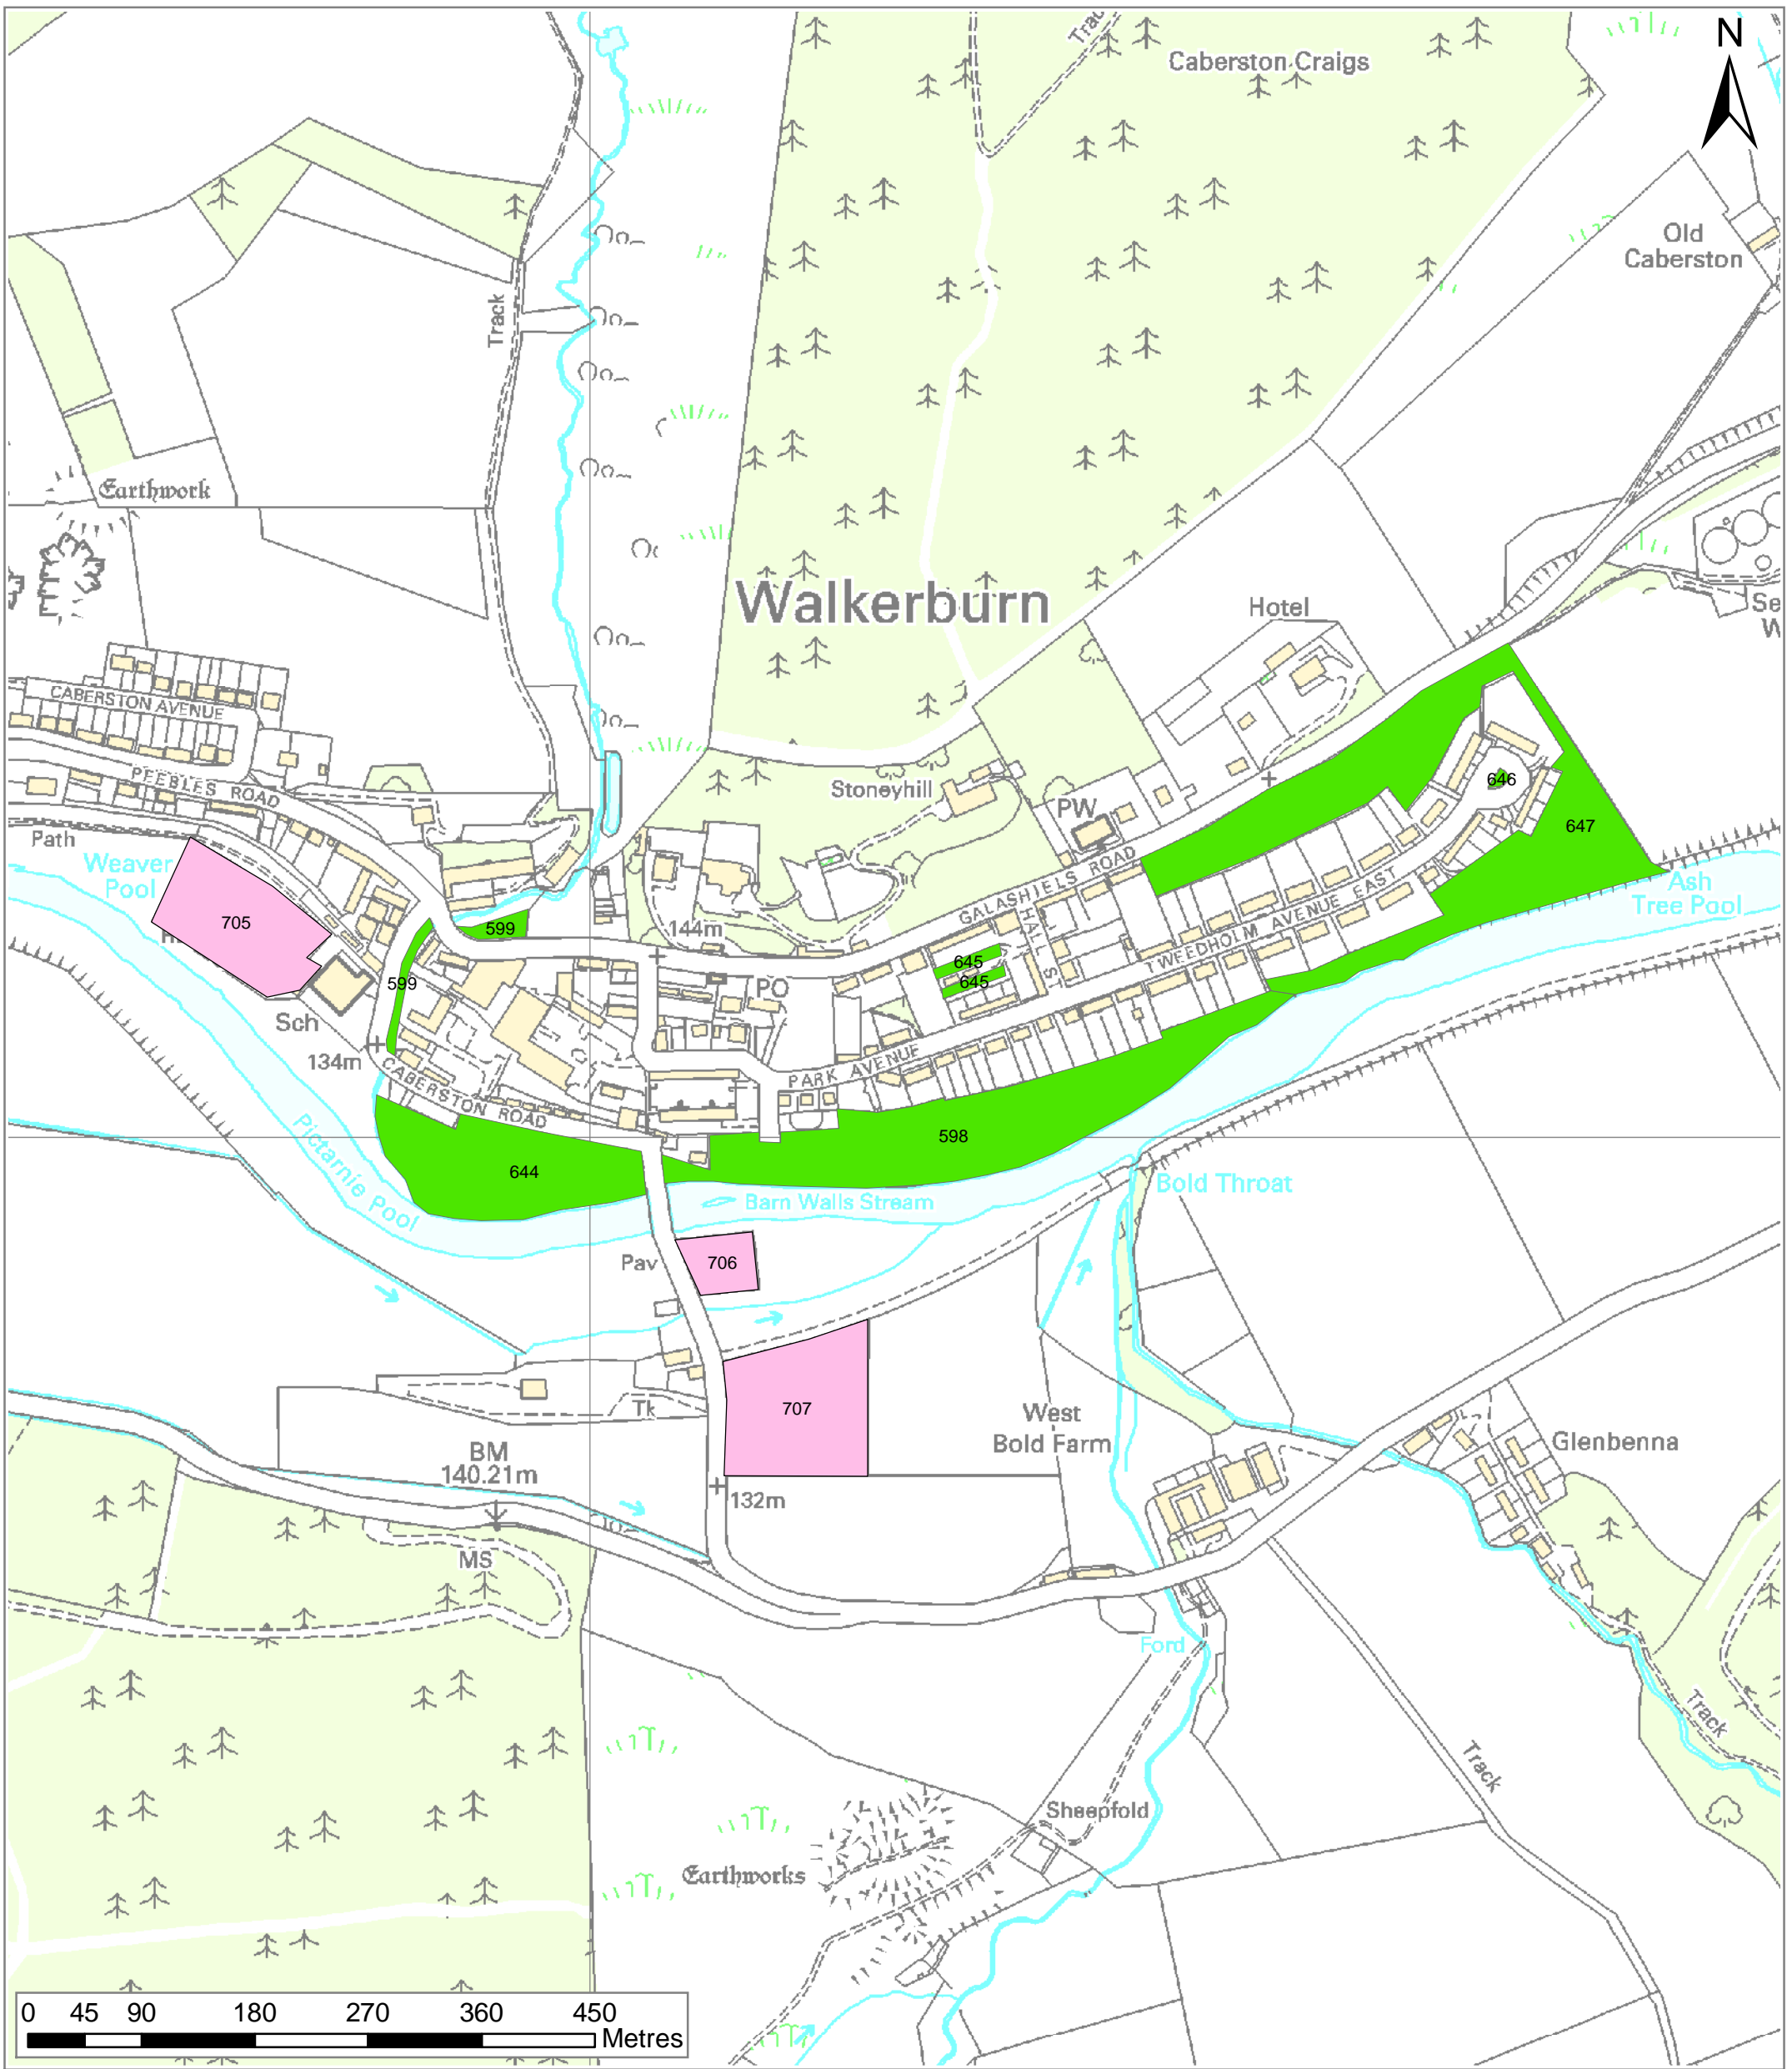 N
Trac
Caberston Craigs
Old
Caberston
Track
Earthwork
Walkerburn
Hotel
Se
W
CABERSTON AVENUE
PEEBLES ROAD
Path
Weaver
Pool
705
Stoneyhill
PW
646
647
GALASHIELS ROAD
Ash
Tree Pool
599
144m
HALL ST
TWEEDHOLM AVENUE EAST
645
645
599
PO
Sch
134m
CABERSTON ROAD
PARK AVENUE
598
644
Pictarnie Pool
Barn Walls Stream
Bold Throat
Pav
706
Tk
707
West
Bold Farm
Glenbenna
BM
140.21m
132m
MS
Ford
Track
Track
Sheepfold
Earthworks
0 45 90 180 270 360 450
Metres